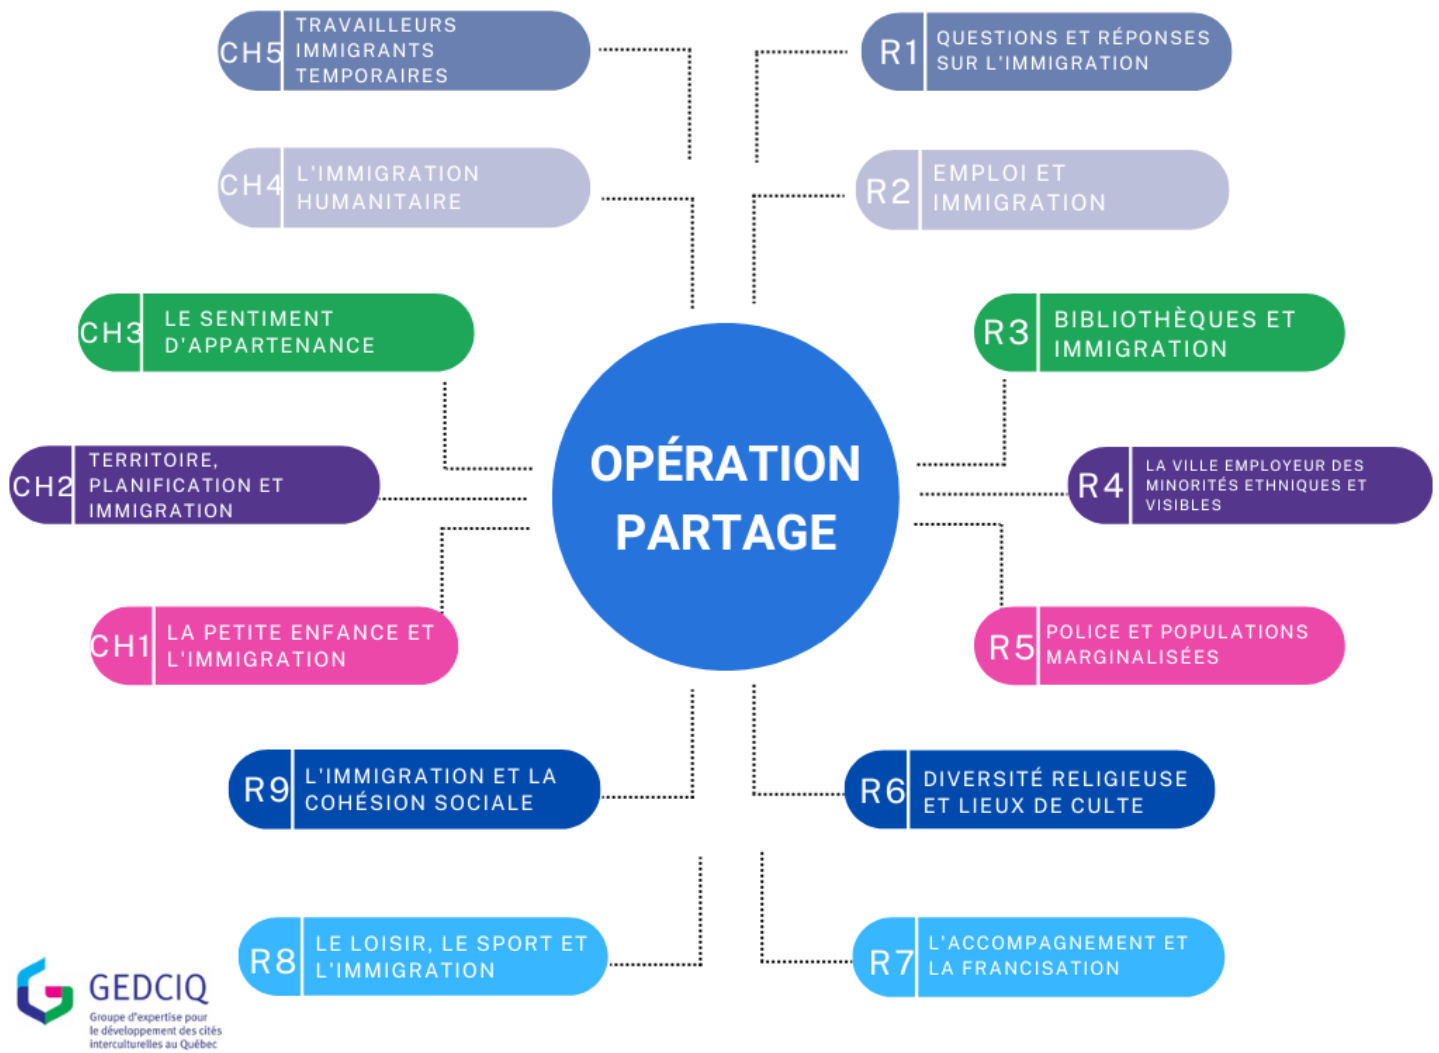 CH5
TRAVAILLEURS
IMMIGRANTS
TEMPORAIRES
R1
QUESTIONS ET RÉPONSES
SUR L'IMMIGRATION
CH4
L'IMMIGRATION
HUMANITAIRE
R2
EMPLOI ET
IMMIGRATION
CH3
LE SENTIMENT
D'APPARTENANCE
R3
BIBLIOTHÈQUES ET
IMMIGRATION
CH2
TERRITOIRE,
PLANIFICATION ET
IMMIGRATION
OPÉRATION
PARTAGE
R4
LA VILLE EMPLOYEUR DES
MINORITÉS ETHNIQUES ET
VISIBLES
CH1
LA PETITE ENFANCE ET
L'IMMIGRATION
R5
POLICE ET POPULATIONS
MARGINALISÉES
R9
L'IMMIGRATION ET LA
COHÉSION SOCIALE
R6
DIVERSITÉ RELIGIEUSE
ET LIEUX DE CULTE
R8
LE LOISIR, LE SPORT ET
L'IMMIGRATION
R7
L'ACCOMPAGNEMENT ET
LA FRANCISATION
GEDCIQ
Groupe d'expertise pour
le développement des cités
interculturelles au Québec